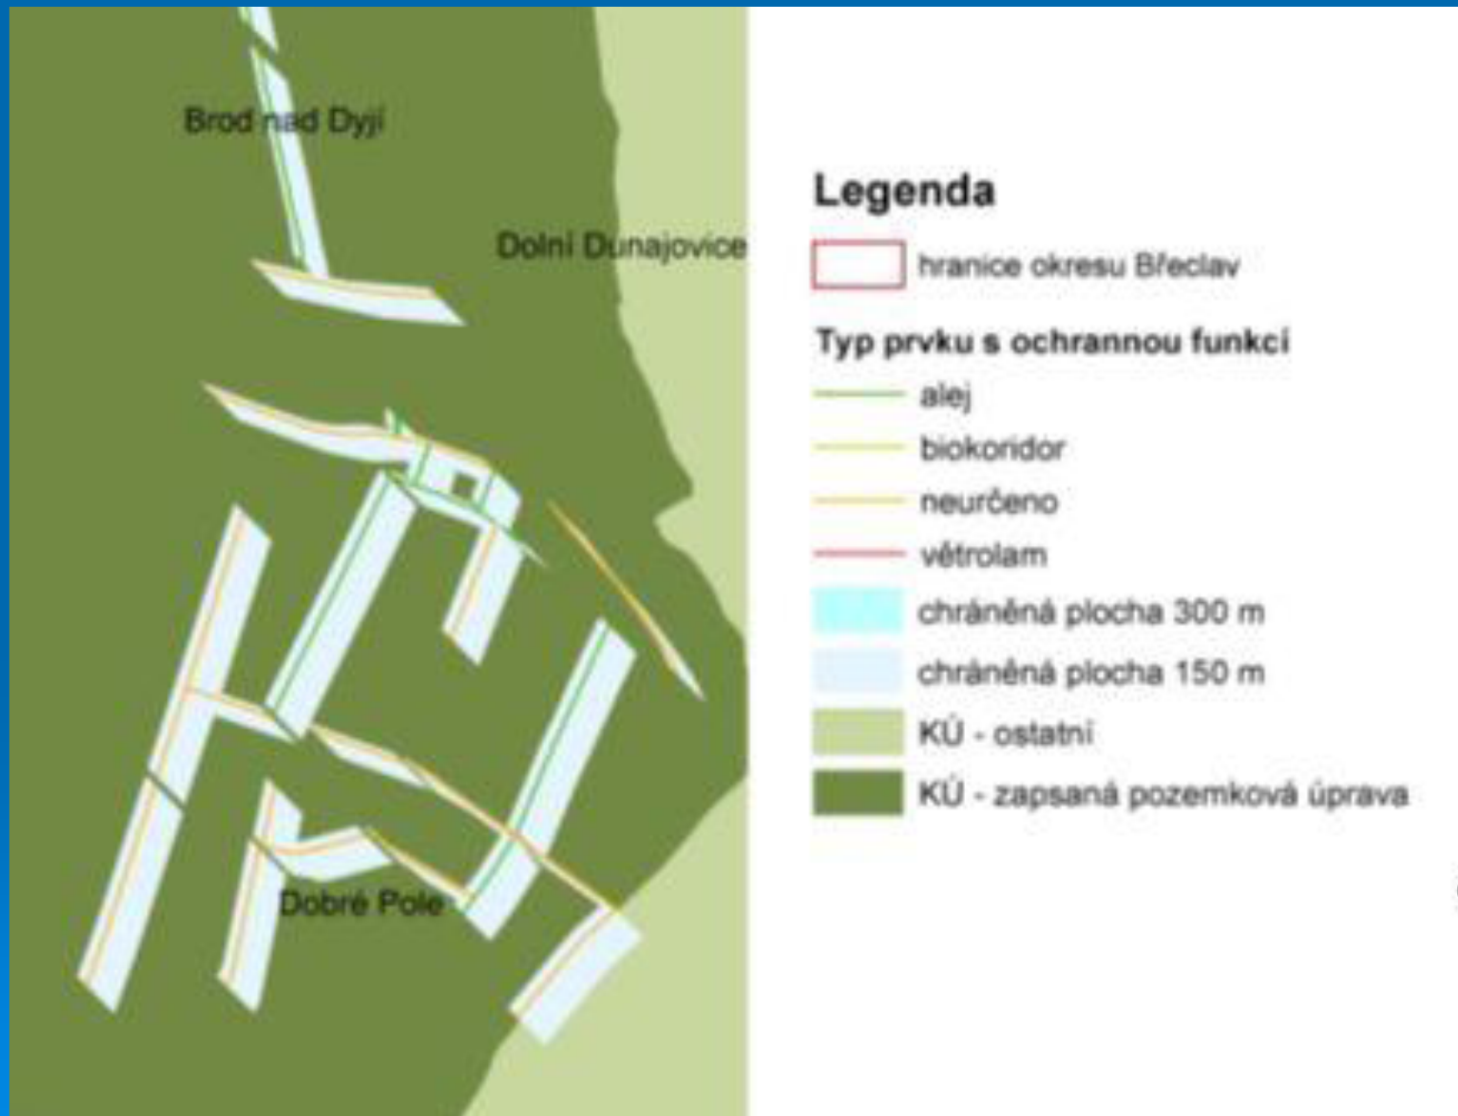 Brod nad Dyjí
Dolní Dunajovice
Dobré Pole
Legenda
hranice okresu Břeclav
Typ prvku s ochrannou funkcí
alej
biokoridor
neurčeno
větrolam
chráněná plocha 300 m
chráněná plocha 150 m
KÚ - ostatní
KÚ - zapsaná pozemková úprava